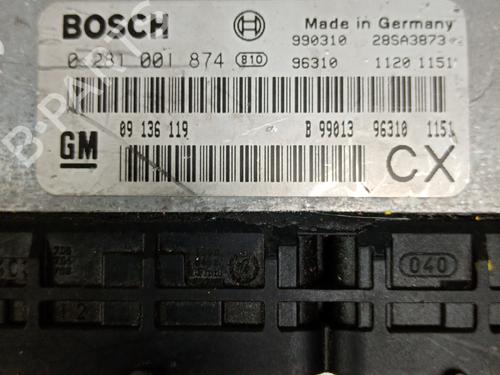 BOSCH
Made in Germany
990310 28SA3873
0 281 001 874 810 96310 1120 1151
09 136 119 B 99013 96310 1151
GM CX
B-PARTS
040
12